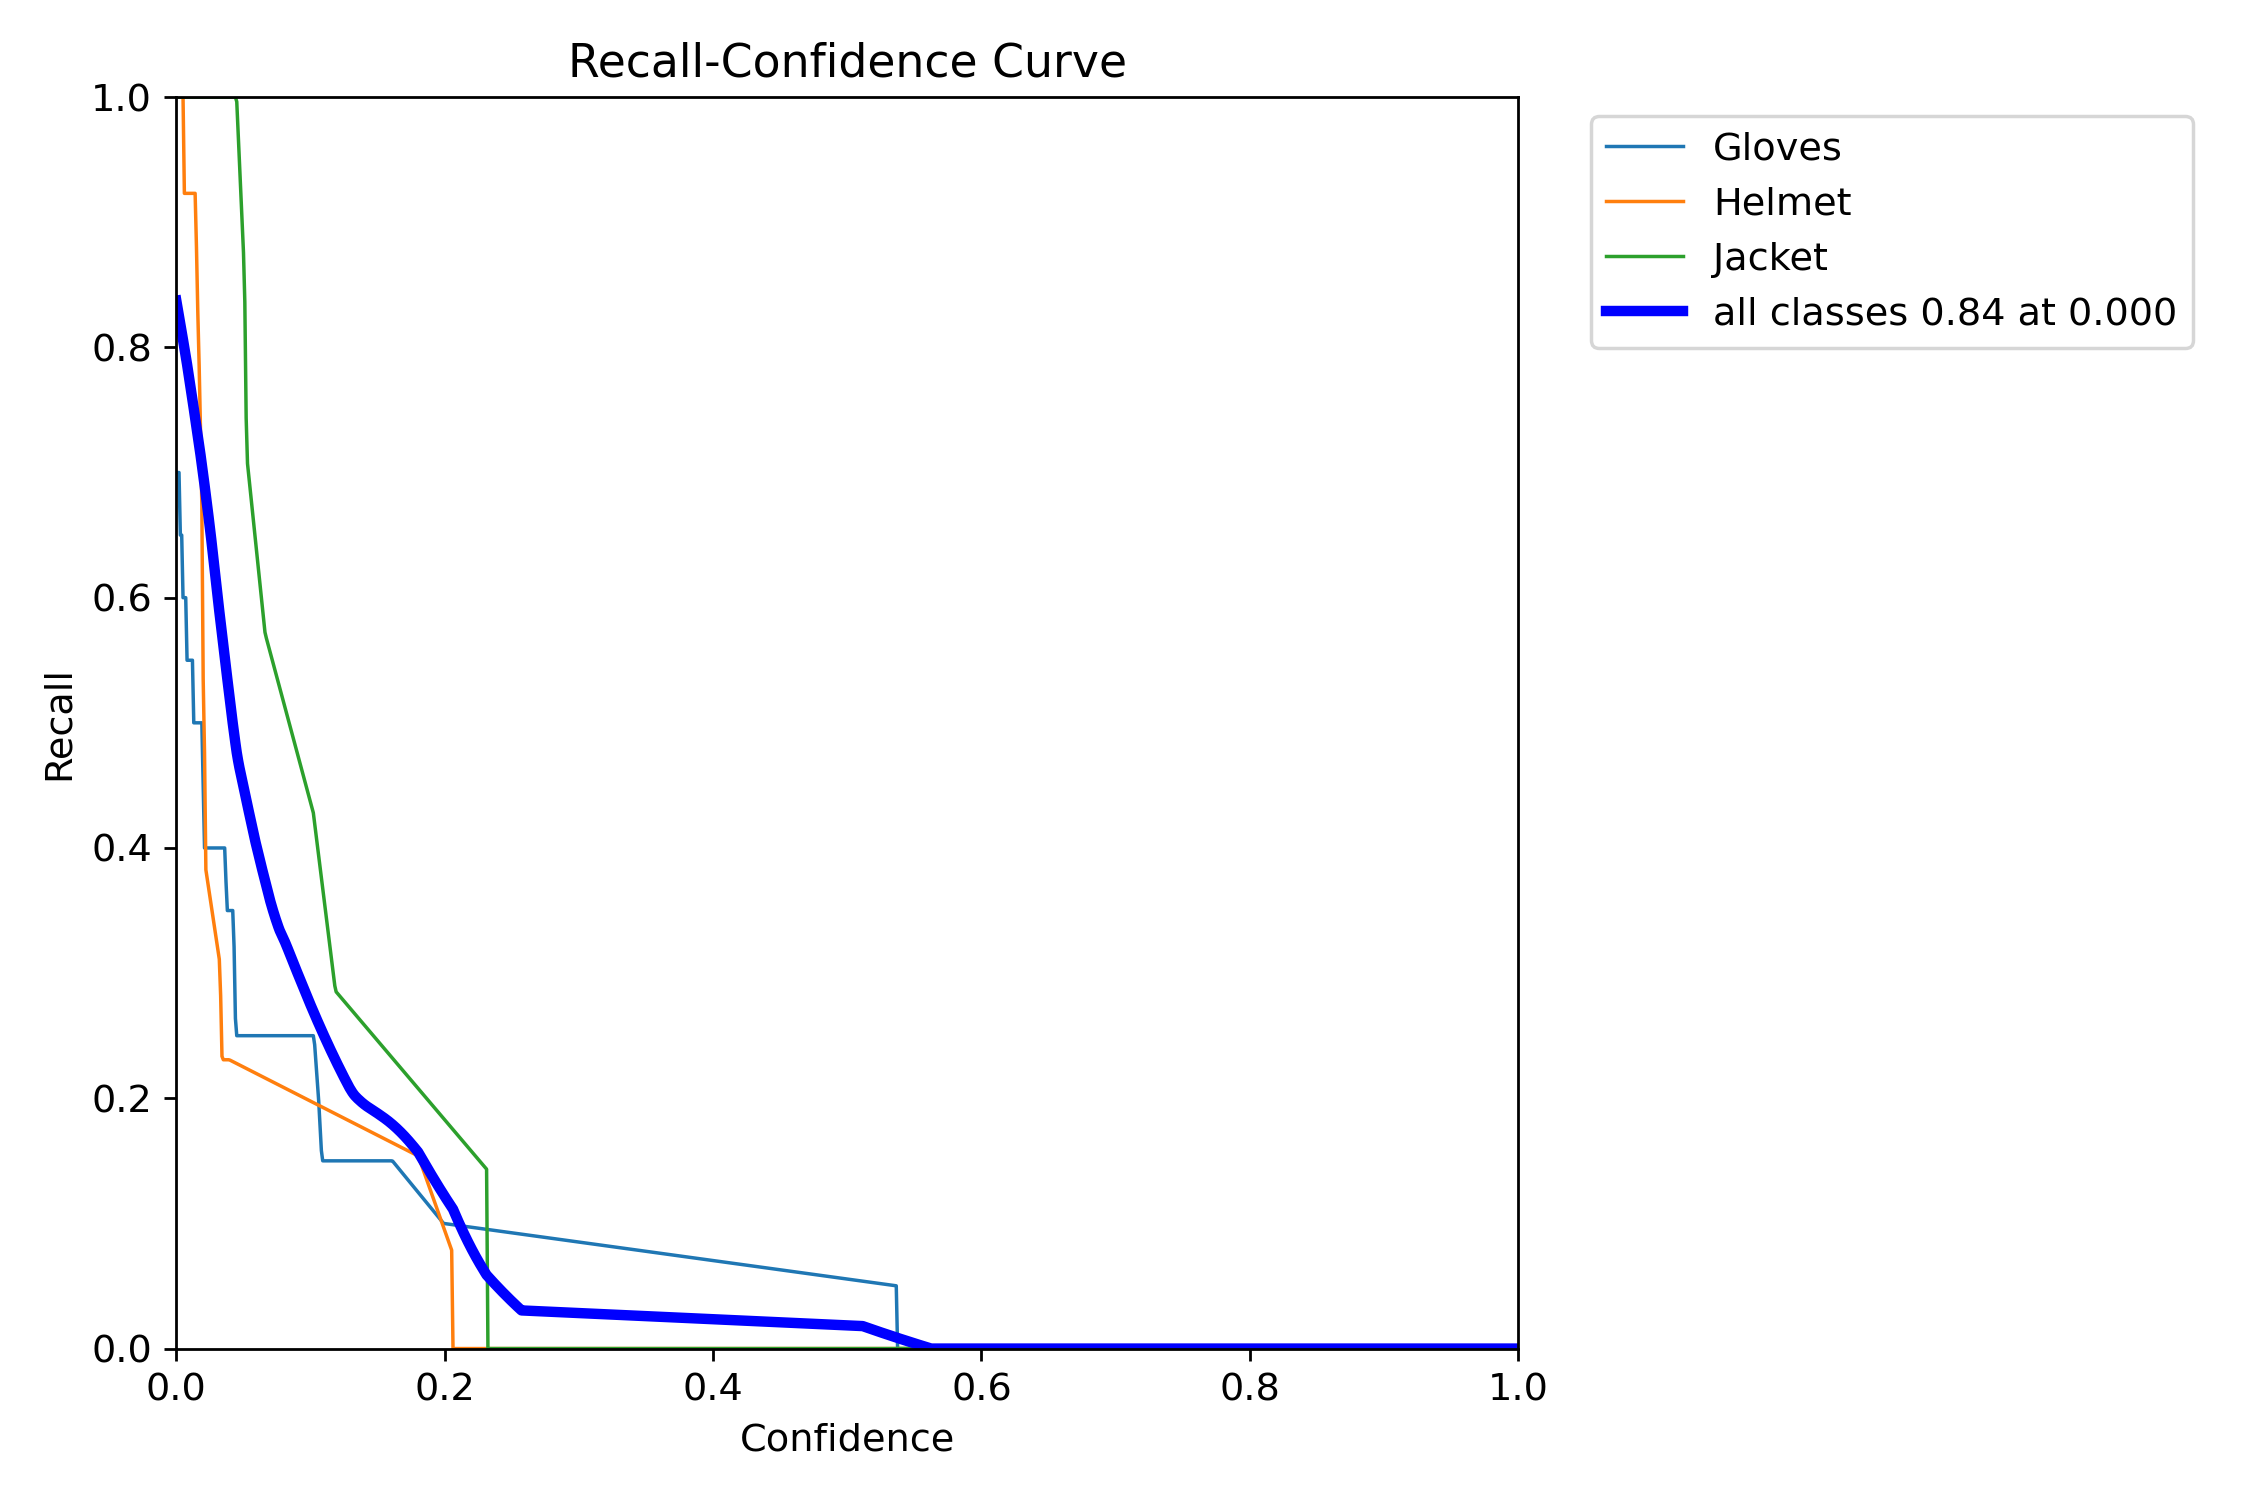 Recall-Confidence Curve
1.0
0.8
0.6
0.4
0.2
0.0
Recall
0.0 0.2 0.4 0.6 0.8 1.0
Confidence
Gloves
Helmet
Jacket
all classes 0.84 at 0.000